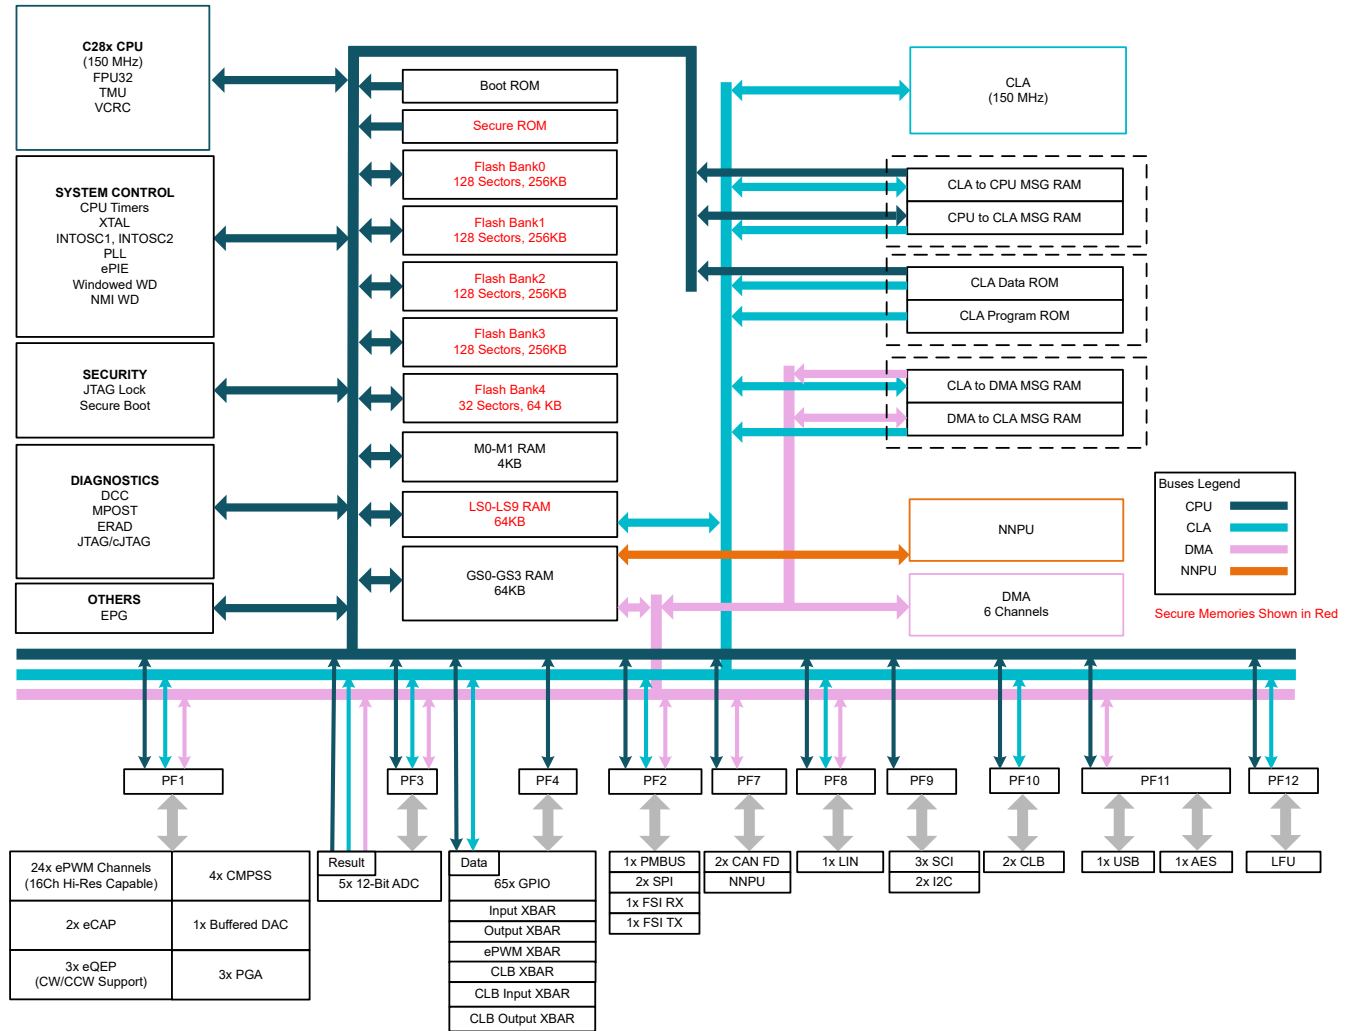 C28x CPU
(150 MHz)
FPU32
TMU
VCRC
SYSTEM CONTROL
CPU Timers
XTAL
INTOSC1, INTOSC2
PLL
ePIE
Windowed WD
NMI WD
SECURITY
JTAG Lock
Secure Boot
DIAGNOSTICS
DCC
MPOST
ERAD
JTAG/cJTAG
OTHERS
EPG
Boot ROM
Secure ROM
Flash Bank0
128 Sectors, 256KB
Flash Bank1
128 Sectors, 256KB
Flash Bank2
128 Sectors, 256KB
Flash Bank3
128 Sectors, 256KB
Flash Bank4
32 Sectors, 64 KB
M0-M1 RAM
4KB
LS0-LS9 RAM
64KB
GS0-GS3 RAM
64KB
CLA
(150 MHz)
CLA to CPU MSG RAM
CPU to CLA MSG RAM
CLA Data ROM
CLA Program ROM
CLA to DMA MSG RAM
DMA to CLA MSG RAM
NNPU
DMA
6 Channels
Buses Legend
CPU
CLA
DMA
NNPU
Secure Memories Shown in Red
PF1
PF3
PF4
PF2
PF7
PF8
PF9
PF10
PF11
PF12
24x ePWM Channels
(16Ch Hi-Res Capable)
4x CMPSS
2x eCAP
1x Buffered DAC
3x eQEP
(CW/CCW Support)
3x PGA
Result
5x 12-Bit ADC
Data
65x GPIO
Input XBAR
Output XBAR
ePWM XBAR
CLB XBAR
CLB Input XBAR
CLB Output XBAR
1x PMBUS
2x SPI
1x FSI RX
1x FSI TX
2x CAN FD
NNPU
1x LIN
3x SCI
2x I2C
2x CLB
1x USB
1x AES
LFU